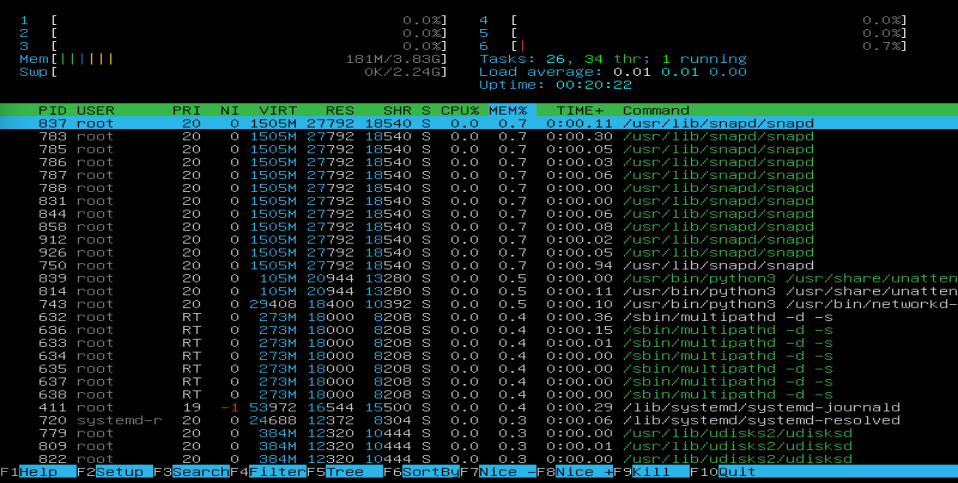 1 [ 0.0%] 4 [ 0.0%]
2 [ 0.0%] 5 [ 0.0%]
3 [ 0.0%] 6 [| 0.7%]
Mem[|||||| 181M/3.83G] Tasks: 26, 34 thr; 1 running
Swp[ 0K/2.24G] Load average: 0.01 0.01 0.00
Uptime: 00:20:22
PID USER PRI NI VIRT RES SHR S CPU% MEM% TIME+ Command
837 root 20 0 1505M 27792 18540 S 0.0 0.7 0:00.11 /usr/lib/snapd/snapd
783 root 20 0 1505M 27792 18540 S 0.0 0.7 0:00.30 /usr/lib/snapd/snapd
785 root 20 0 1505M 27792 18540 S 0.0 0.7 0:00.05 /usr/lib/snapd/snapd
786 root 20 0 1505M 27792 18540 S 0.0 0.7 0:00.03 /usr/lib/snapd/snapd
787 root 20 0 1505M 27792 18540 S 0.0 0.7 0:00.06 /usr/lib/snapd/snapd
788 root 20 0 1505M 27792 18540 S 0.0 0.7 0:00.00 /usr/lib/snapd/snapd
831 root 20 0 1505M 27792 18540 S 0.0 0.7 0:00.00 /usr/lib/snapd/snapd
844 root 20 0 1505M 27792 18540 S 0.0 0.7 0:00.06 /usr/lib/snapd/snapd
858 root 20 0 1505M 27792 18540 S 0.0 0.7 0:00.08 /usr/lib/snapd/snapd
912 root 20 0 1505M 27792 18540 S 0.0 0.7 0:00.02 /usr/lib/snapd/snapd
926 root 20 0 1505M 27792 18540 S 0.0 0.7 0:00.05 /usr/lib/snapd/snapd
750 root 20 0 1505M 27792 18540 S 0.0 0.7 0:00.94 /usr/lib/snapd/snapd
839 root 20 0 105M 20944 13280 S 0.0 0.5 0:00.00 /usr/bin/python3 /usr/share/unatten
814 root 20 0 105M 20944 13280 S 0.0 0.5 0:00.11 /usr/bin/python3 /usr/share/unatten
743 root 20 0 29408 18400 10392 S 0.0 0.5 0:00.10 /usr/bin/python3 /usr/bin/networkd-
632 root RT 0 273M 18000 8208 S 0.0 0.4 0:00.36 /sbin/multipathd -d -s
636 root RT 0 273M 18000 8208 S 0.0 0.4 0:00.15 /sbin/multipathd -d -s
633 root RT 0 273M 18000 8208 S 0.0 0.4 0:00.01 /sbin/multipathd -d -s
634 root RT 0 273M 18000 8208 S 0.0 0.4 0:00.00 /sbin/multipathd -d -s
635 root RT 0 273M 18000 8208 S 0.0 0.4 0:00.00 /sbin/multipathd -d -s
637 root RT 0 273M 18000 8208 S 0.0 0.4 0:00.00 /sbin/multipathd -d -s
638 root RT 0 273M 18000 8208 S 0.0 0.4 0:00.00 /sbin/multipathd -d -s
411 root 19 -1 53972 16544 15500 S 0.0 0.4 0:00.29 /lib/systemd/systemd-journald
720 systemd-r 20 0 24688 12372 8304 S 0.0 0.3 0:00.06 /lib/systemd/systemd-resolved
779 root 20 0 384M 12320 10444 S 0.0 0.3 0:00.00 /usr/lib/udisks2/udisksd
809 root 20 0 384M 12320 10444 S 0.0 0.3 0:00.01 /usr/lib/udisks2/udisksd
822 root 20 0 384M 12320 10444 S 0.0 0.3 0:00.00 /usr/lib/udisks2/udisksd
F1Help F2Setup F3SearchF4FilterF5Tree F6SortByF7Nice -F8Nice +F9Kill F10Quit